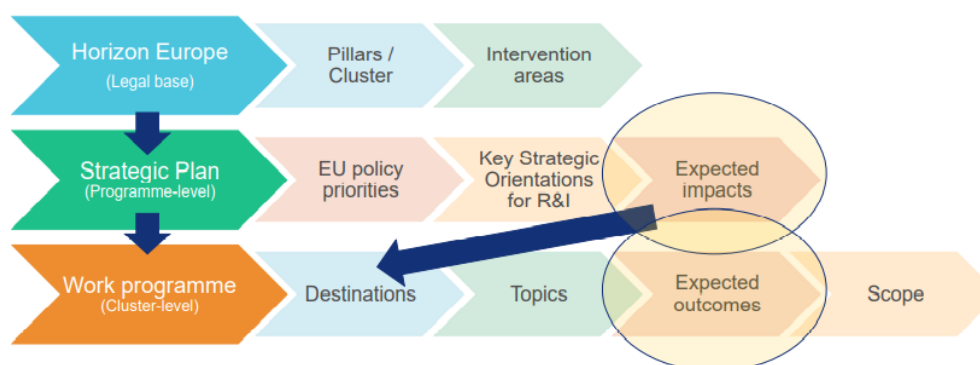 Horizon Europe
(Legal base)
Pillars /
Cluster
Intervention
areas
Strategic Plan
(Programme-level)
EU policy
priorities
Key Strategic
Orientations
for R&I
Expected
impacts
Work programme
(Cluster-level)
Destinations
Topics
Expected
outcomes
Scope